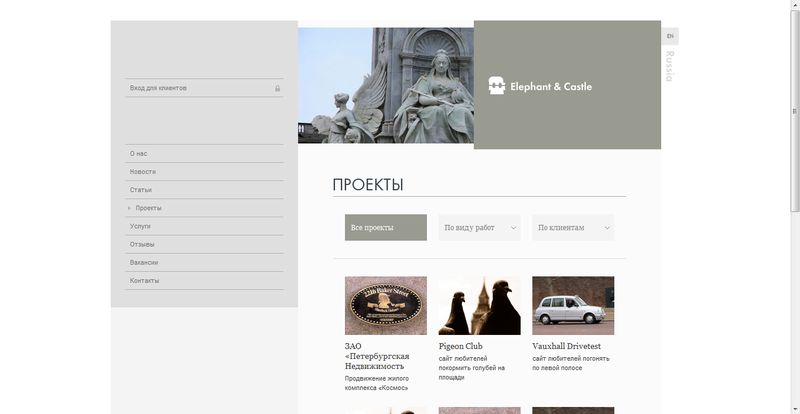 EN
Russia
Вход для клиентов
Elephant & Castle
О нас
Новости
Статьи
Проекты
Услуги
Отзывы
Вакансии
Контакты
ПРОЕКТЫ
Все проекты
По виду работ
По клиентам
221b Baker Street
ЗАО
«Петербургская
Недвижимость
Продвижение жилого
комплекса «Космос»
Pigeon Club
сайт любителей
покормить голубей на
площади
Vauxhall Drivetest
сайт любителей погонять
по левой полосе